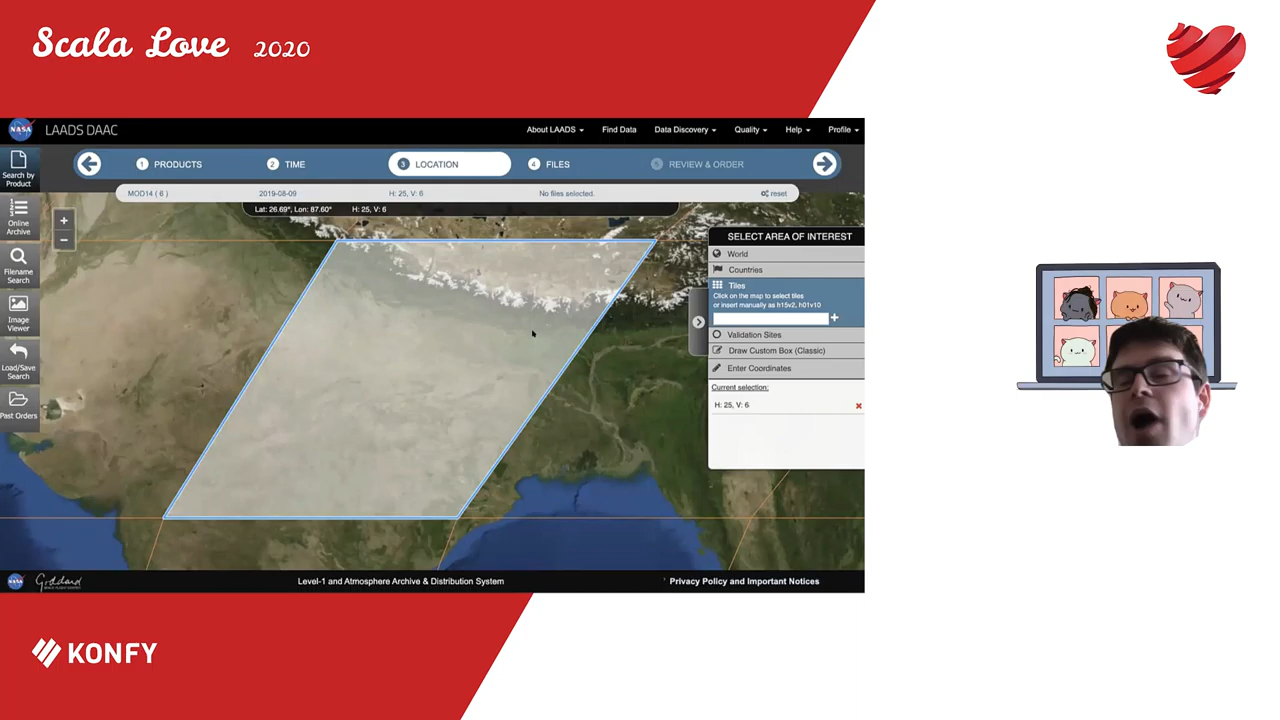 Scala Love 2020
NASA
LAADS DAAC
About LAADS
Find Data
Data Discovery
Quality
Help
Profile
Search by
Product
1 PRODUCTS
2 TIME
3 LOCATION
4 FILES
5 REVIEW & ORDER
MOD14 ( 6 )
2019-08-09
H: 25, V: 6
No files selected.
reset
Lat: 26.69°, Lon: 87.60°
H: 25, V: 6
+
−
Online
Archive
Filename
Search
Image
Viewer
Load/Save
Search
Past Orders
SELECT AREA OF INTEREST
World
Countries
Tiles
Click on the map to select tiles
or insert manually as h15v2, h01v10
Validation Sites
Draw Custom Box (Classic)
Enter Coordinates
Current selection:
H: 25, V: 6
Goddard
Level-1 and Atmosphere Archive & Distribution System
Privacy Policy and Important Notices
KONFY